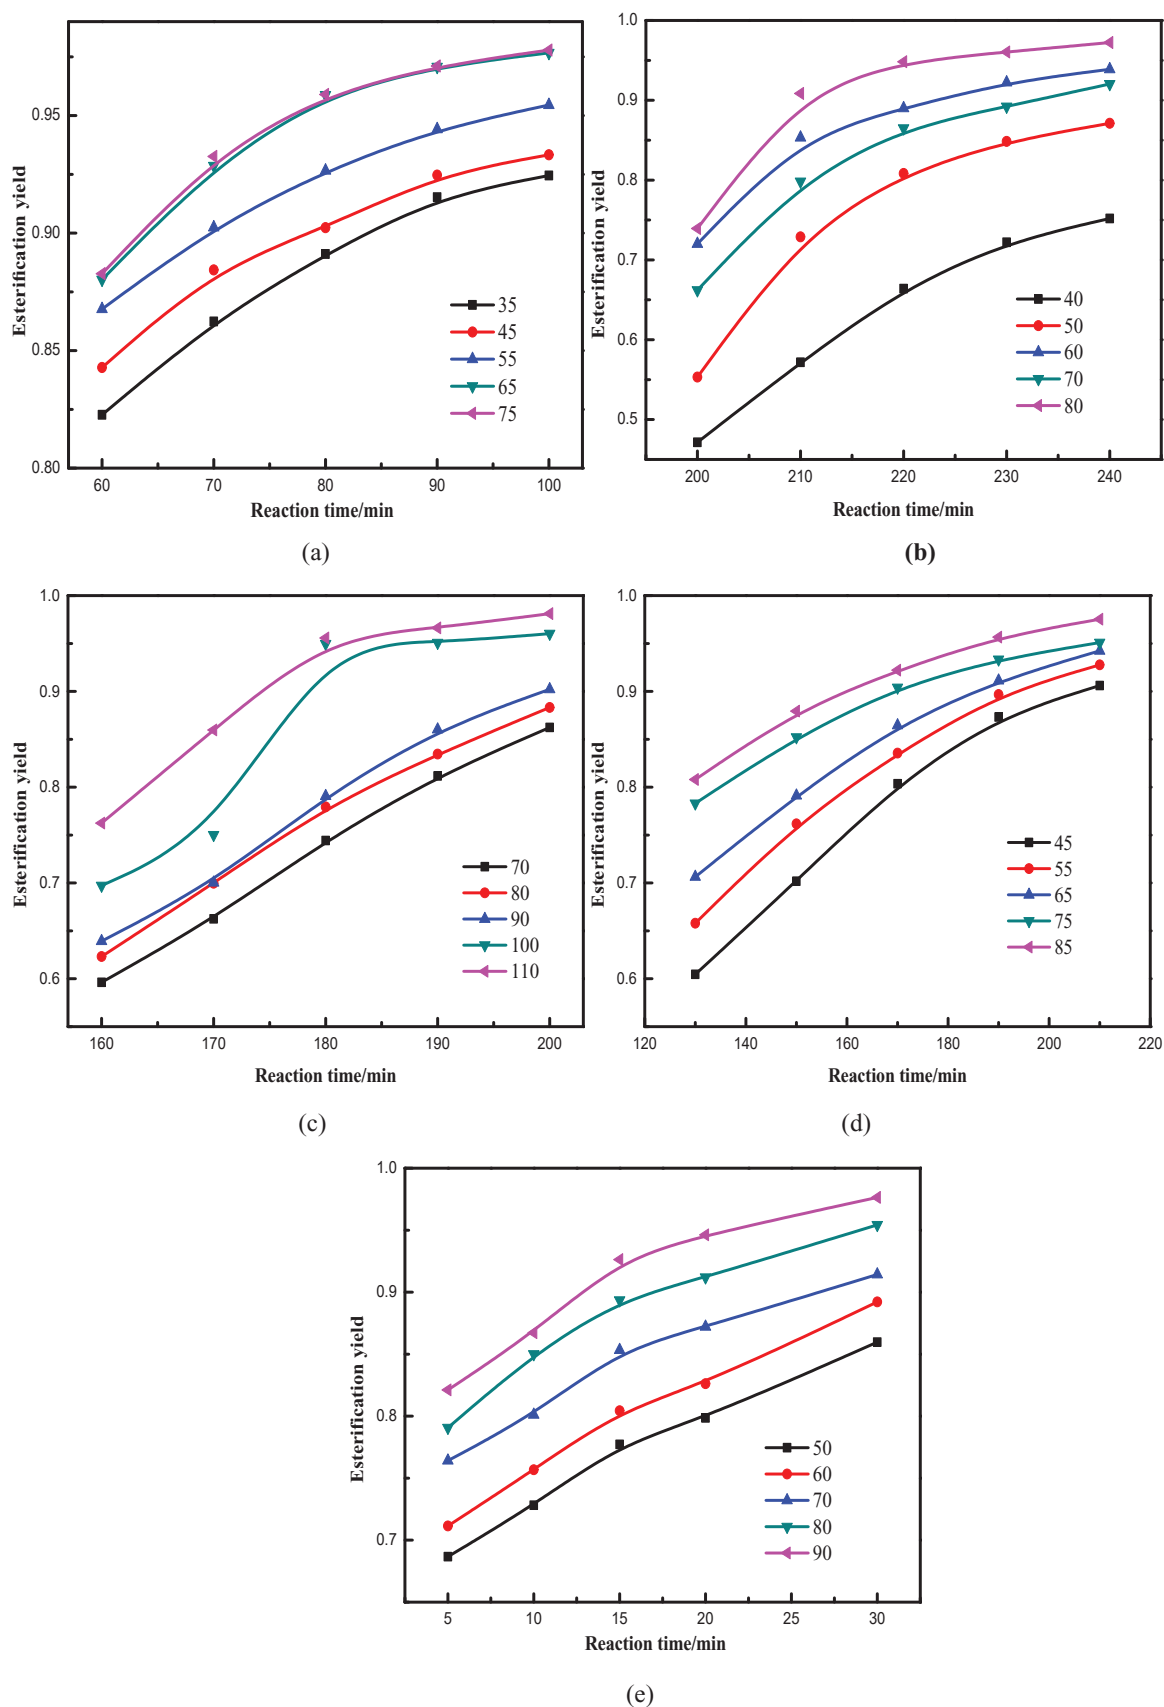 0.95
0.90
0.85
0.80
Esterification yield
35
45
55
65
75
60 70 80 90 100
Reaction time/min
(a)
1.0
0.9
0.8
0.7
0.6
0.5
Esterification yield
40
50
60
70
80
200 210 220 230 240
Reaction time/min
(b)
1.0
0.9
0.8
0.7
0.6
Esterification yield
70
80
90
100
110
160 170 180 190 200
Reaction time/min
(c)
1.0
0.9
0.8
0.7
0.6
Esterification yield
45
55
65
75
85
120 140 160 180 200 220
Reaction time/min
(d)
1.0
0.9
0.8
0.7
Esterification yield
50
60
70
80
90
5 10 15 20 25 30
Reaction time/min
(e)